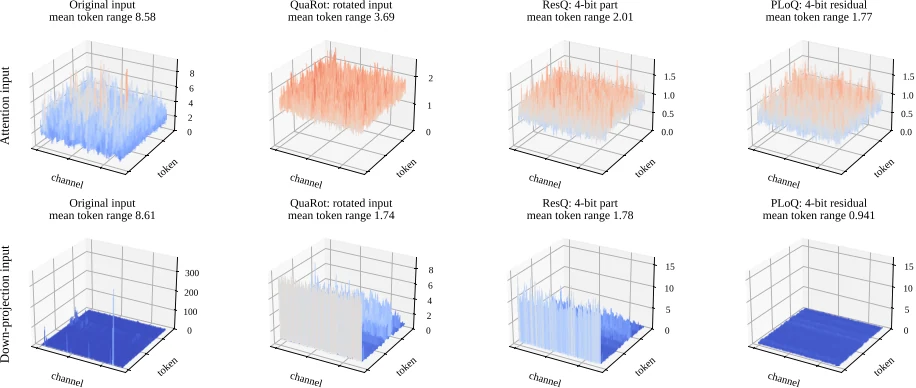 Original input
mean token range 8.58
QuaRot: rotated input
mean token range 3.69
ResQ: 4-bit part
mean token range 2.01
PLoQ: 4-bit residual
mean token range 1.77
Attention input
8
6
4
2
0
channel
token
2
1
0
channel
token
1.5
1.0
0.5
0.0
channel
token
1.5
1.0
0.5
0.0
channel
token
Original input
mean token range 8.61
QuaRot: rotated input
mean token range 1.74
ResQ: 4-bit part
mean token range 1.78
PLoQ: 4-bit residual
mean token range 0.941
Down-projection input
300
200
100
0
channel
token
8
6
4
2
0
channel
token
15
10
5
0
channel
token
15
10
5
0
channel
token